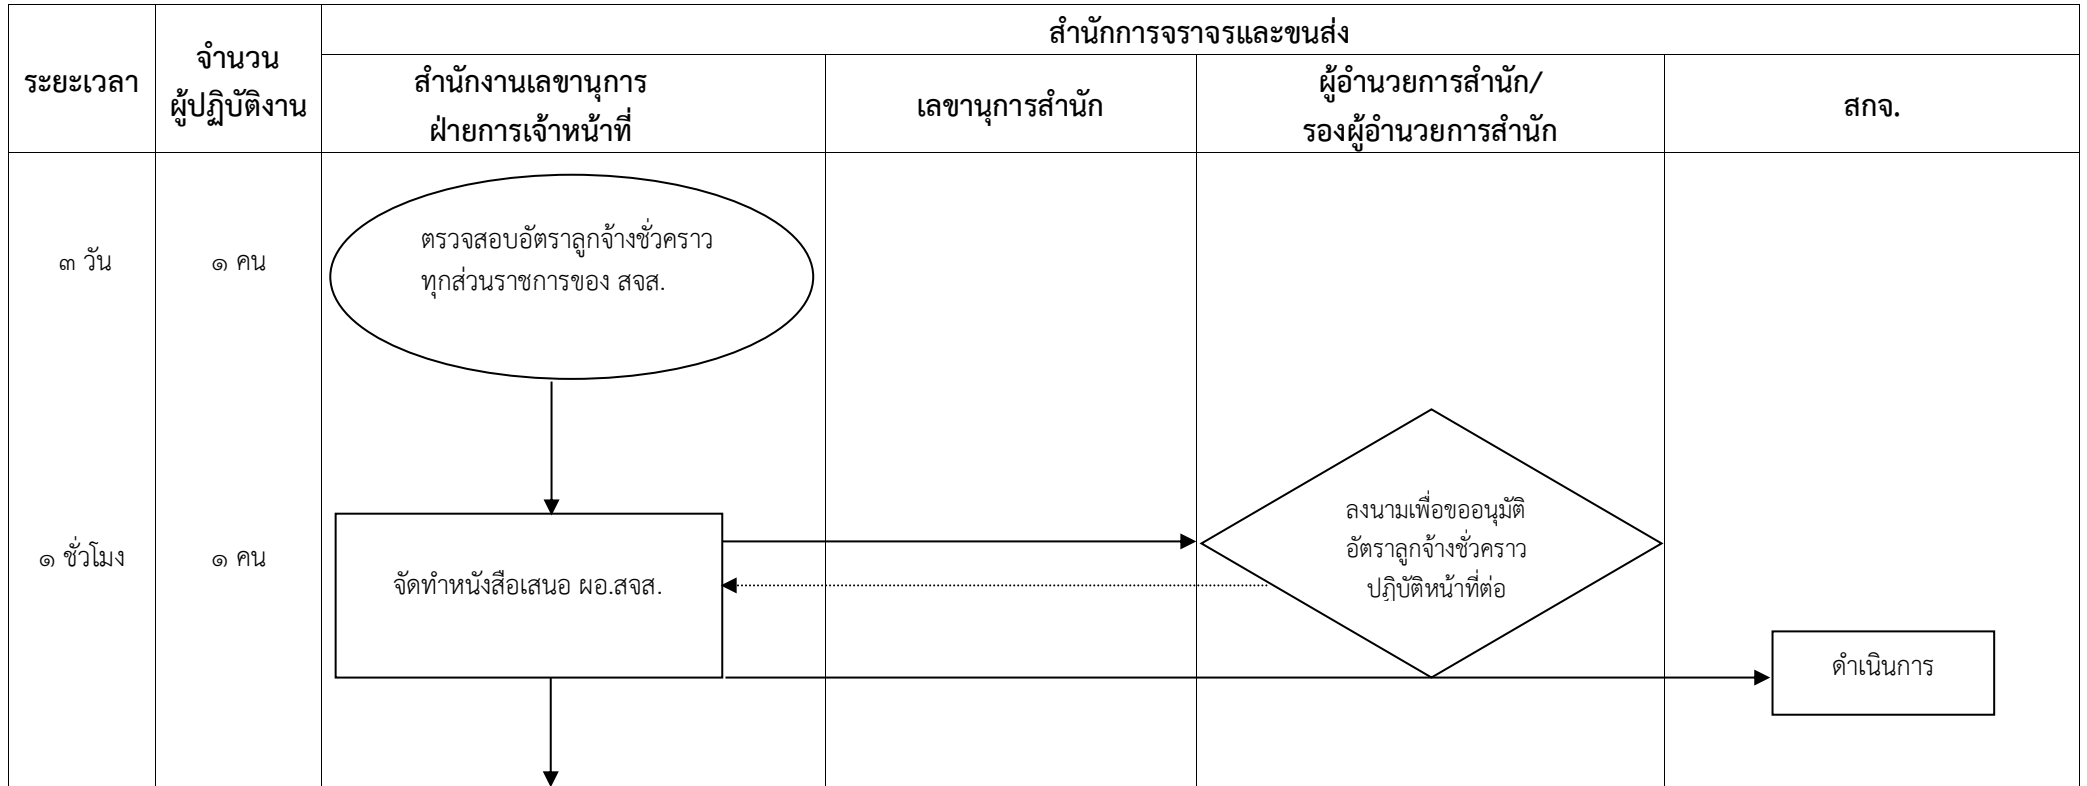 สำนักการจราจรและขนส่ง
ระยะเวลา
จำนวน
ผู้ปฏิบัติงาน
สำนักงานเลขานุการ
ฝ่ายการเจ้าหน้าที่
เลขานุการสำนัก
ผู้อำนวยการสำนัก/
รองผู้อำนวยการสำนัก
สกจ.
๓ วัน
๑ คน
ตรวจสอบอัตราลูกจ้างชั่วคราว
ทุกส่วนราชการของ สจส.
๑ ชั่วโมง
๑ คน
จัดทำหนังสือเสนอ ผอ.สจส.
ลงนามเพื่อขออนุมัติ
อัตราลูกจ้างชั่วคราว
ปฏิบัติหน้าที่ต่อ
ดำเนินการ